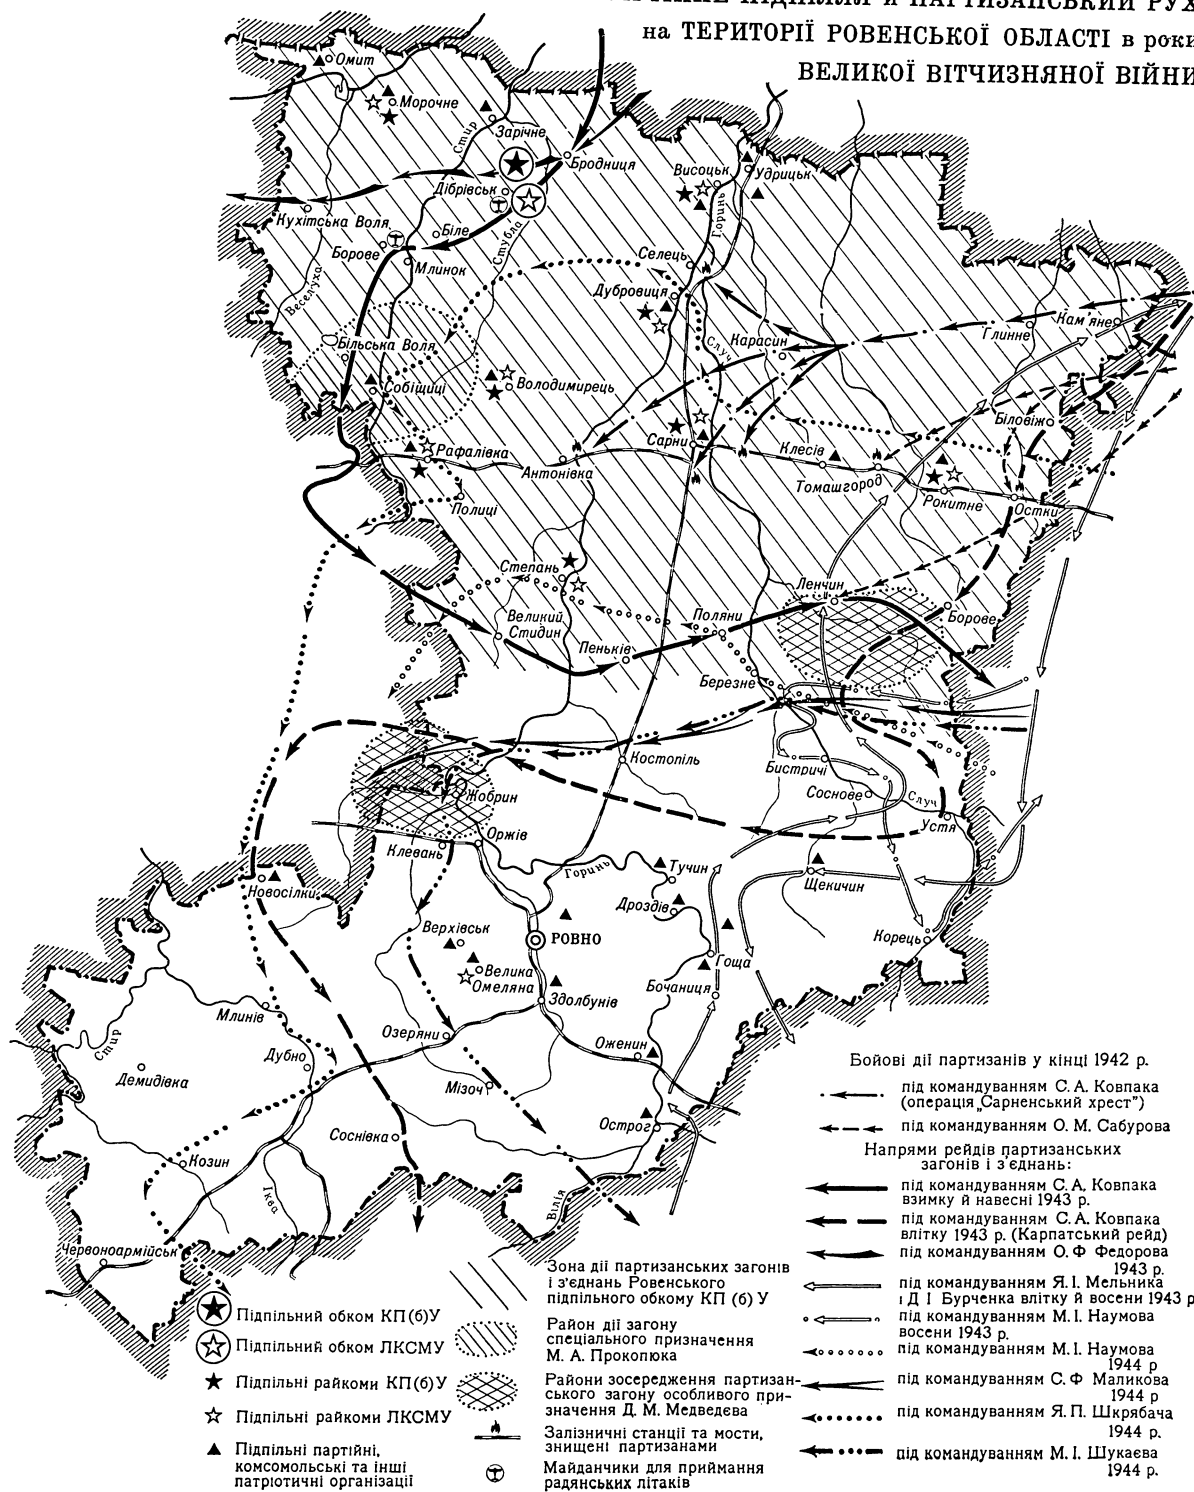 ПІДПІЛЛЯ й ПАРТИЗАНСЬКИЙ РУХ
на ТЕРИТОРІЇ РОВЕНСЬКОЇ ОБЛАСТІ в роки
ВЕЛИКОЇ ВІТЧИЗНЯНОЇ ВІЙНИ
Омит
Морочне
Зарічне
Стир
Бродниця
Висоцьк
Удрицьк
Дібрівськ
Горинь
Кухітська Воля
Біле
Стубла
Борове
Млинок
Селець
Веселуха
Дубровиця
Кам'яне
Глинне
Більська Воля
Случ
Карасин
Собіщиці
Володимирець
Біловіж
Сарни
Рафалівка
Клесів
Антонівка
Томашгород
Полиці
Рокитне
Остки
Степань
Ленчин
Великий
Стидин
Поляни
Борове
Пеньків
Березне
Костопіль
Бистричі
Жобрин
Соснове
Случ
Устя
Оржів
Клевань
Горинь
Тучин
Щекичин
Новосілки
Дроздів
Верхівськ
РОВНО
Корець
Гоща
Велика
Омеляна
Бочаниця
Здолбунів
Млинів
Стир
Озеряни
Оженин
Дубно
Демидівка
Мізоч
Острог
Соснівка
Козин
Іква
Вілія
Червоноармійськ
Бойові дії партизанів у кінці 1942 р.
під командуванням С. А. Ковпака
(операція „Сарненський хрест")
під командуванням О. М. Сабурова
Напрями рейдів партизанських
загонів і з'єднань:
під командуванням С. А. Ковпака
взимку й навесні 1943 р.
під командуванням С. А. Ковпака
влітку 1943 р. (Карпатський рейд)
під командуванням О. Ф Федорова
1943 р.
під командуванням Я. І. Мельника
і Д І Бурченка влітку й восени 1943 р
під командуванням М. І. Наумова
восени 1943 р.
під командуванням М. І. Наумова
1944 р
під командуванням С. Ф Маликова
1944 р
під командуванням Я. П. Шкрябача
1944 р.
під командуванням М. І. Шукаєва
1944 р.
Зона дії партизанських загонів
і з'єднань Ровенського
підпільного обкому КП (б) У
Район дії загону
спеціального призначення
М. А. Прокопюка
Райони зосередження партизан-
ського загону особливого при-
значення Д. М. Медведєва
Залізничні станції та мости,
знищені партизанами
Майданчики для приймання
радянських літаків
Підпільний обком КП(б)У
Підпільний обком ЛКСМУ
Підпільні райкоми КП(б)У
Підпільні райкоми ЛКСМУ
Підпільні партійні,
комсомольські та інші
патріотичні організації